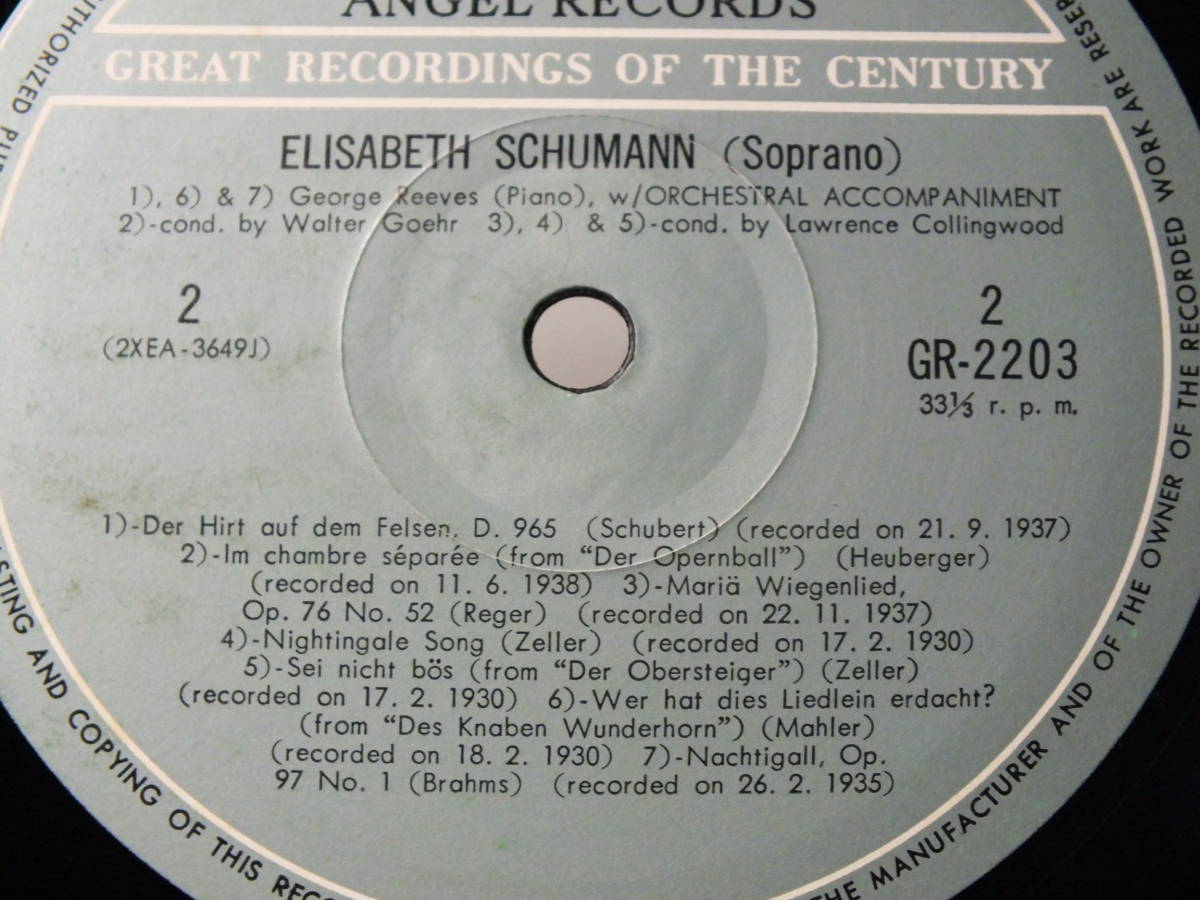 ANGEL RECORDS
GREAT RECORDINGS OF THE CENTURY
ELISABETH SCHUMANN (Soprano)
1), 6) & 7) George Reeves (Piano), w/ORCHESTRAL ACCOMPANIMENT
2)-cond. by Walter Goehr 3), 4) & 5)-cond. by Lawrence Collingwood
2
(2XEA-3649J)
2
GR-2203
33⅓ r. p. m.
1)-Der Hirt auf dem Felsen, D. 965 (Schubert) (recorded on 21. 9. 1937)
2)-Im chambre séparée (from “Der Opernball”) (Heuberger)
(recorded on 11. 6. 1938) 3)-Mariä Wiegenlied,
Op. 76 No. 52 (Reger) (recorded on 22. 11. 1937)
4)-Nightingale Song (Zeller) (recorded on 17. 2. 1930)
5)-Sei nicht bös (from “Der Obersteiger”) (Zeller)
(recorded on 17. 2. 1930) 6)-Wer hat dies Liedlein erdacht?
(from “Des Knaben Wunderhorn”) (Mahler)
(recorded on 18. 2. 1930) 7)-Nachtigall, Op.
97 No. 1 (Brahms) (recorded on 26. 2. 1935)
THE MANUFACTURER AND OF THE OWNER OF THE RECORDED WORK ARE
AND COPYING OF THIS